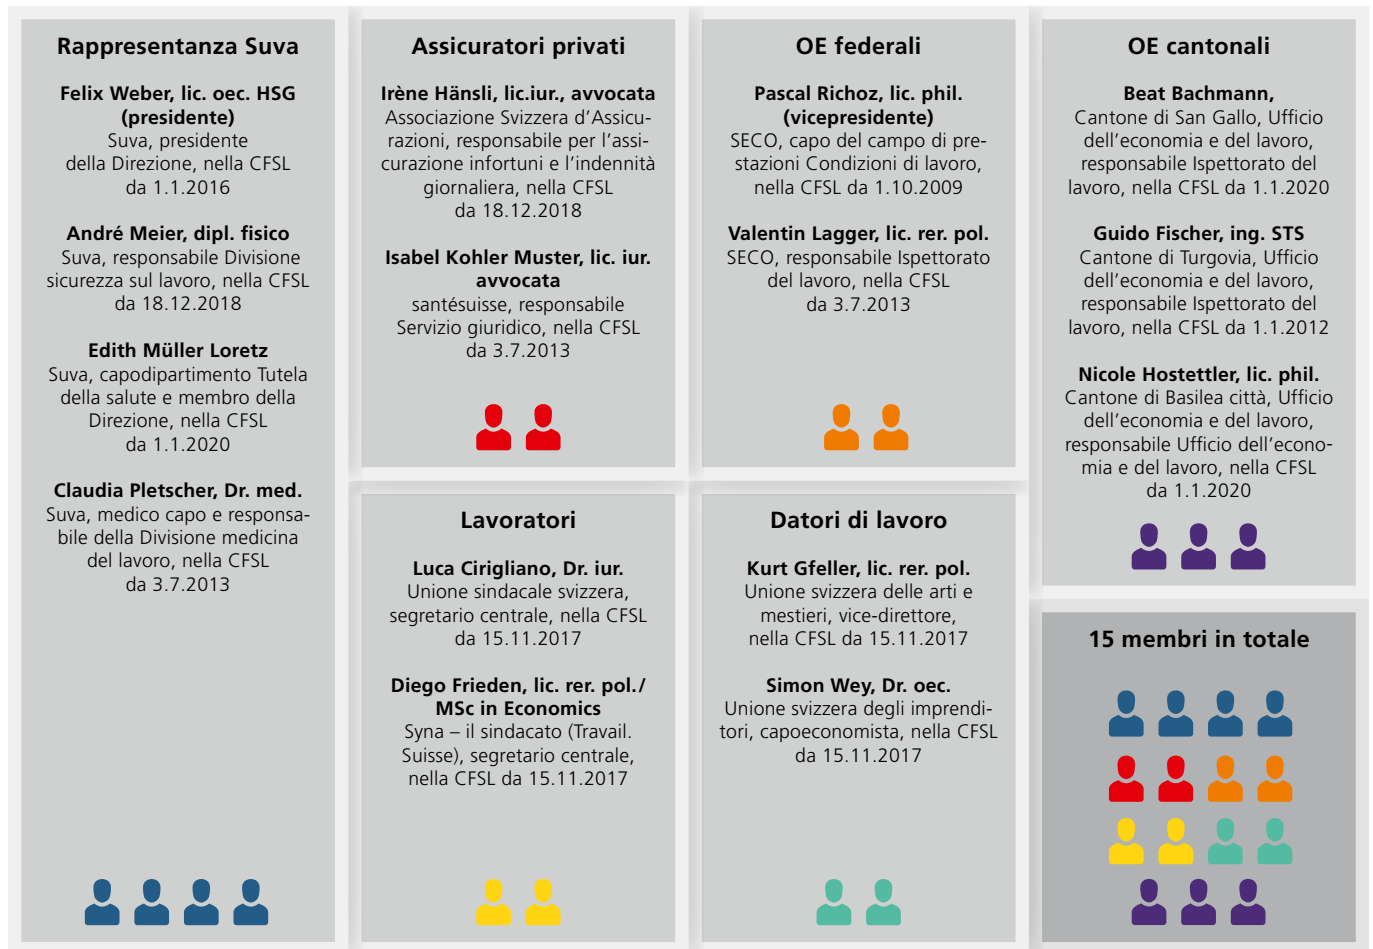 Rappresentanza Suva
Felix Weber, lic. oec. HSG
(presidente)
Suva, presidente
della Direzione, nella CFSL
da 1.1.2016
André Meier, dipl. fisico
Suva, responsabile Divisione
sicurezza sul lavoro, nella CFSL
da 18.12.2018
Edith Müller Loretz
Suva, capodipartimento Tutela
della salute e membro della
Direzione, nella CFSL
da 1.1.2020
Claudia Pletscher, Dr. med.
Suva, medico capo e responsa-
bile della Divisione medicina
del lavoro, nella CFSL
da 3.7.2013
Assicuratori privati
Irène Hänsli, lic.iur., avvocata
Associazione Svizzera d’Assicu-
razioni, responsabile per l’assi-
curazione infortuni e l’indennità
giornaliera, nella CFSL
da 18.12.2018
Isabel Kohler Muster, lic. iur.
avvocata
santésuisse, responsabile
Servizio giuridico, nella CFSL
da 3.7.2013
OE federali
Pascal Richoz, lic. phil.
(vicepresidente)
SECO, capo del campo di pre-
stazioni Condizioni di lavoro,
nella CFSL da 1.10.2009
Valentin Lagger, lic. rer. pol.
SECO, responsabile Ispettorato
del lavoro, nella CFSL
da 3.7.2013
OE cantonali
Beat Bachmann,
Cantone di San Gallo, Ufficio
dell’economia e del lavoro,
responsabile Ispettorato del
lavoro, nella CFSL da 1.1.2020
Guido Fischer, ing. STS
Cantone di Turgovia, Ufficio
dell’economia e del lavoro,
responsabile Ispettorato del
lavoro, nella CFSL da 1.1.2012
Nicole Hostettler, lic. phil.
Cantone di Basilea città, Ufficio
dell’economia e del lavoro,
responsabile Ufficio dell’econo-
mia e del lavoro, nella CFSL
da 1.1.2020
Lavoratori
Luca Cirigliano, Dr. iur.
Unione sindacale svizzera,
segretario centrale, nella CFSL
da 15.11.2017
Diego Frieden, lic. rer. pol./
MSc in Economics
Syna – il sindacato (Travail.
Suisse), segretario centrale,
nella CFSL da 15.11.2017
Datori di lavoro
Kurt Gfeller, lic. rer. pol.
Unione svizzera delle arti e
mestieri, vice-direttore,
nella CFSL da 15.11.2017
Simon Wey, Dr. oec.
Unione svizzera degli imprendi-
tori, capoeconomista, nella CFSL
da 15.11.2017
15 membri in totale